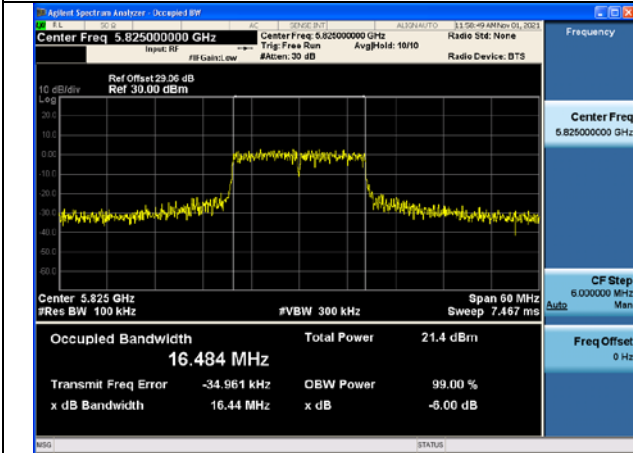 Agilent Spectrum Analyzer - Occupied BW
RL 50 Ω AC SENSE:INT ALIGNAUTO 11:58:49 AM Nov 01, 2021
Center Freq 5.825000000 GHz
Center Freq: 5.825000000 GHz
Radio Std: None
Frequency
Input: RF
Trig: Free Run Avg|Hold: 10/10
#IFGain:Low #Atten: 30 dB Radio Device: BTS
Ref Offset 29.06 dB
10 dB/div Ref 30.00 dBm
Log
20.0
10.0
0.00
-10.0
-20.0
-30.0
-40.0
-50.0
-60.0
Center Freq
5.825000000 GHz
Center 5.825 GHz Span 60 MHz
#Res BW 100 kHz #VBW 300 kHz Sweep 7.467 ms
CF Step
6.000000 MHz
Auto Man
Occupied Bandwidth Total Power 21.4 dBm
16.484 MHz
Freq Offset
0 Hz
Transmit Freq Error -34.961 kHz OBW Power 99.00 %
x dB Bandwidth 16.44 MHz x dB -6.00 dB
MSG STATUS